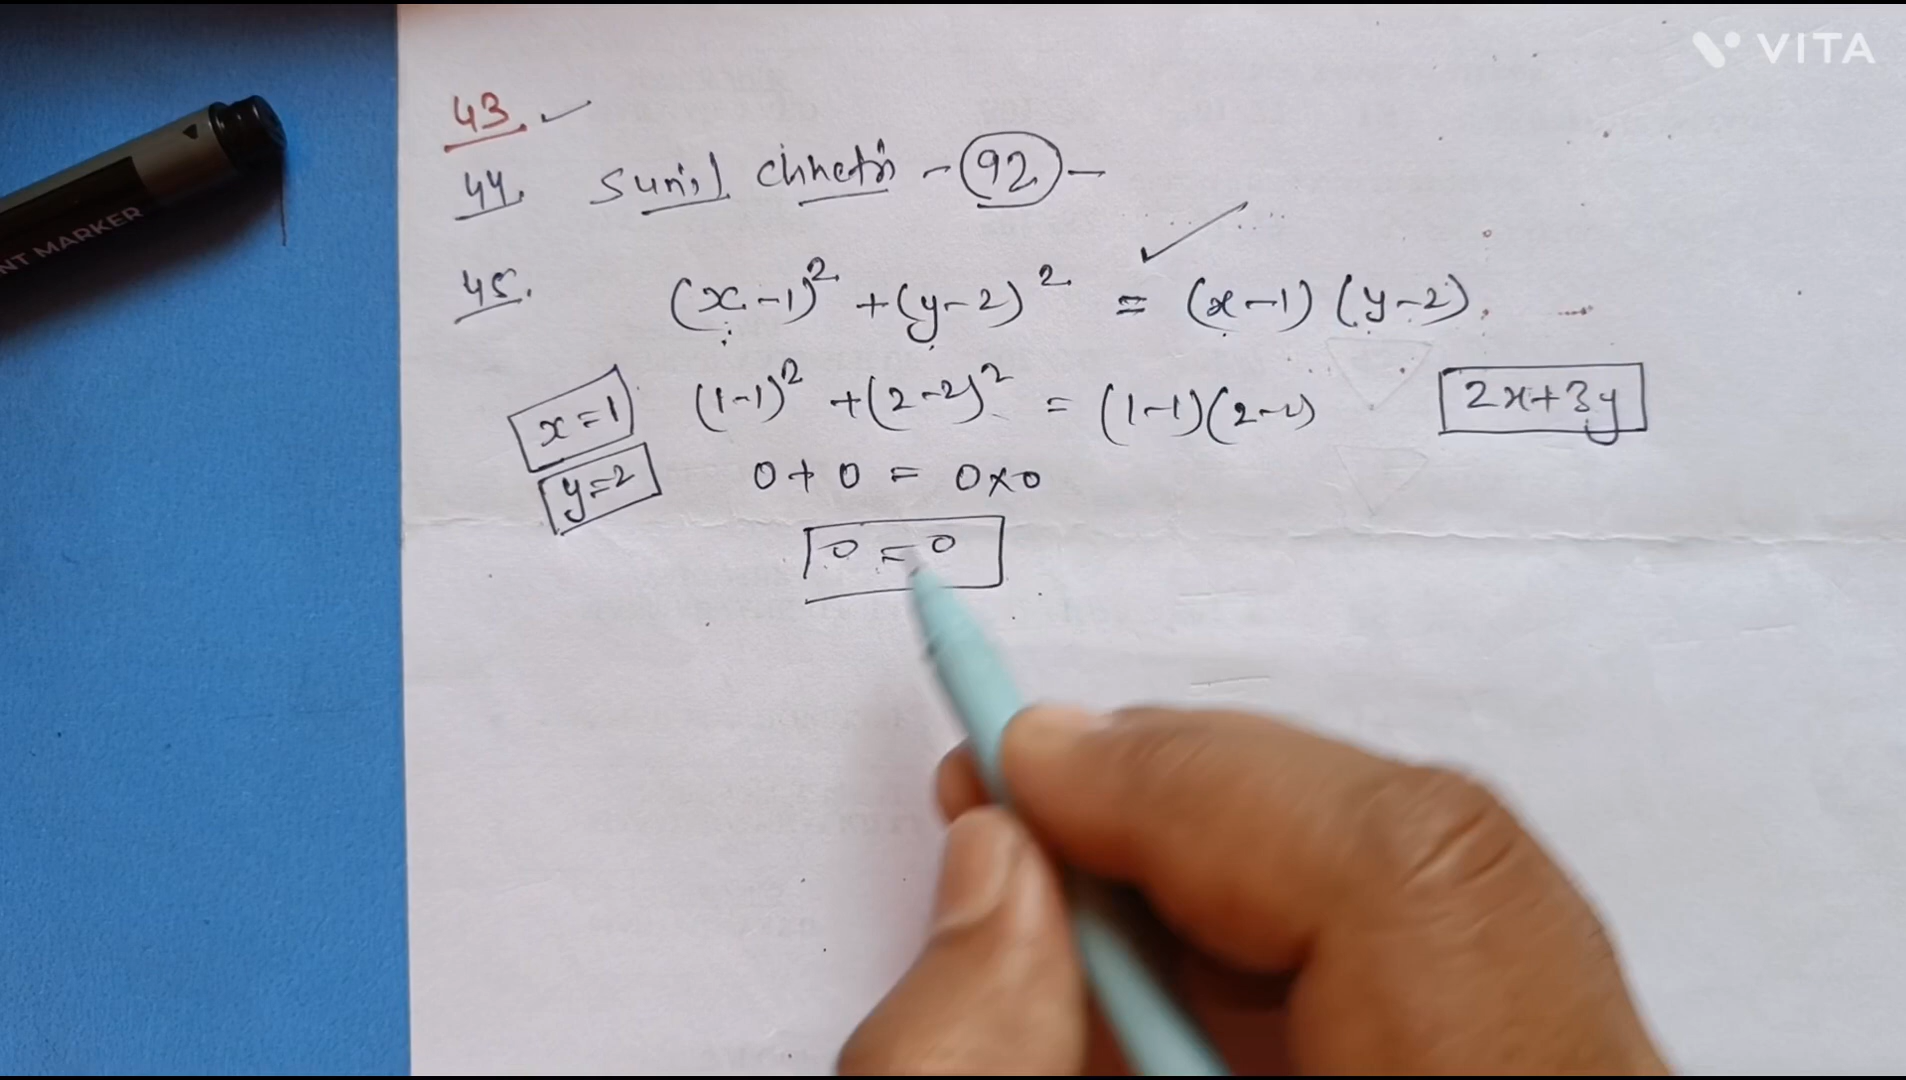 VITA
NT MARKER
43.
44. Sunil chhetri - 92 -
45. (x-1)² + (y-2)² = (x-1) (y-2)
x=1 (1-1)² + (2-2)² = (1-1)(2-2) 2x+3y
y=2 0+0 = 0×0
0 = 0